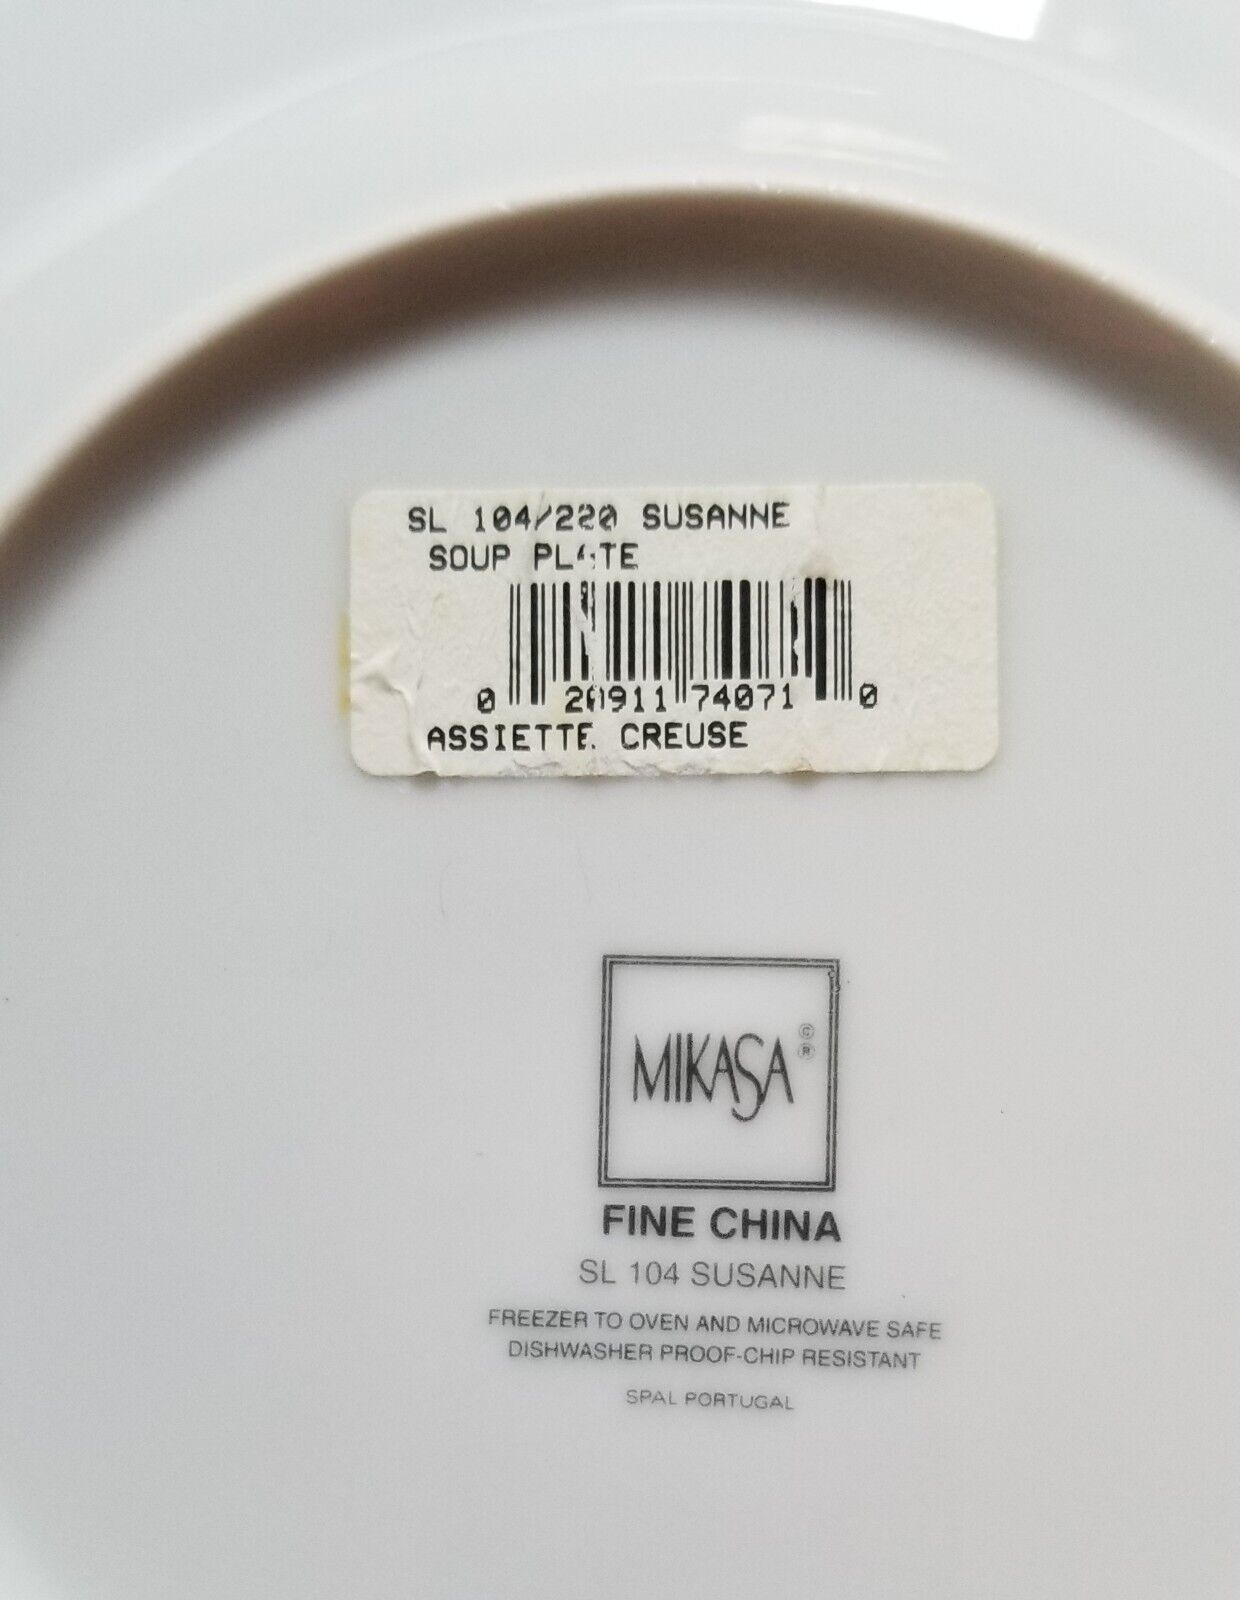 SL 104/220 SUSANNE
SOUP PLATE
0 20911 74071 0
ASSIETTE CREUSE
MIKASA © ®
FINE CHINA
SL 104 SUSANNE
FREEZER TO OVEN AND MICROWAVE SAFE
DISHWASHER PROOF-CHIP RESISTANT
SPAL PORTUGAL